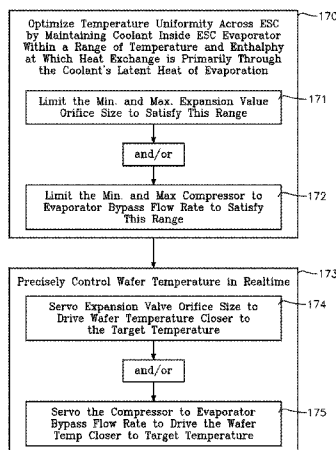 170
Optimize Temperature Uniformity Across ESC
by Maintaining Coolant Inside ESC Evaporator
Within a Range of Temperature and Enthalpy
at Which Heat Exchange is Primarily Through
the Coolant's Latent Heat of Evaporation
171
Limit the Min. and Max. Expansion Value
Orifice Size to Satisfy This Range
and/or
172
Limit the Min. and Max Compressor to
Evaporator Bypass Flow Rate to Satisfy
This Range
173
Precisely Control Wafer Temperature in Realtime
174
Servo Expansion Valve Orifice Size to
Drive Wafer Temperature Closer to
the Target Temperature
and/or
175
Servo the Compressor to Evaporator
Bypass Flow Rate to Drive the Wafer
Temp Closer to Target Temperature